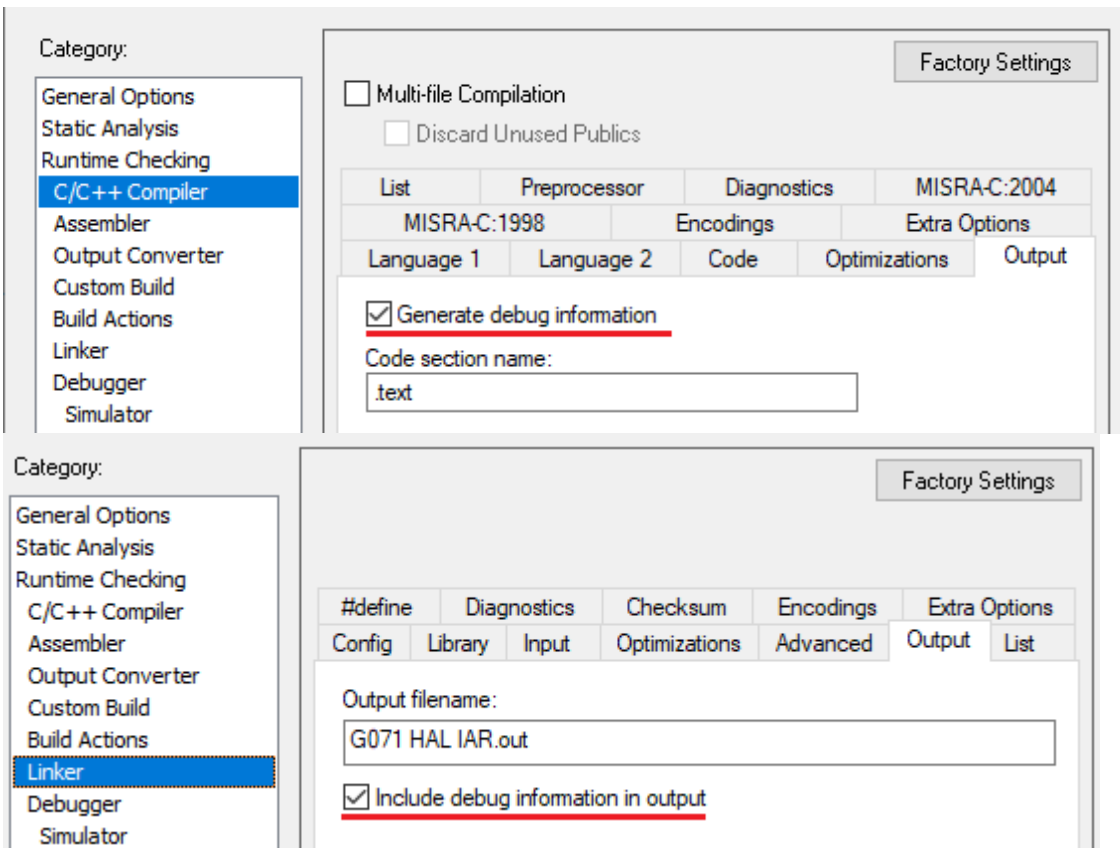 Category:
General Options
Static Analysis
Runtime Checking
C/C++ Compiler
Assembler
Output Converter
Custom Build
Build Actions
Linker
Debugger
Simulator
Factory Settings
Multi-file Compilation
Discard Unused Publics
List Preprocessor Diagnostics MISRA-C:2004
MISRA-C:1998 Encodings Extra Options
Language 1 Language 2 Code Optimizations Output
Generate debug information
Code section name:
.text
Category:
General Options
Static Analysis
Runtime Checking
C/C++ Compiler
Assembler
Output Converter
Custom Build
Build Actions
Linker
Debugger
Simulator
Factory Settings
#define Diagnostics Checksum Encodings Extra Options
Config Library Input Optimizations Advanced Output List
Output filename:
G071 HAL IAR.out
Include debug information in output